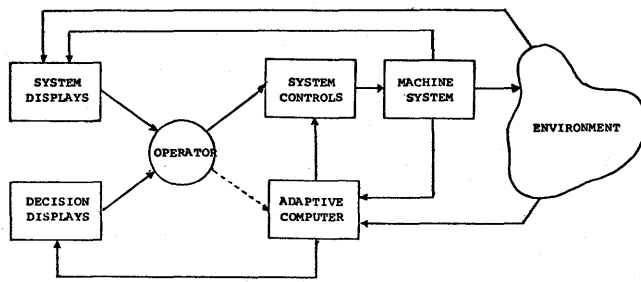 SYSTEM
DISPLAYS
SYSTEM
CONTROLS
MACHINE
SYSTEM
ENVIRONMENT
OPERATOR
DECISION
DISPLAYS
ADAPTIVE
COMPUTER